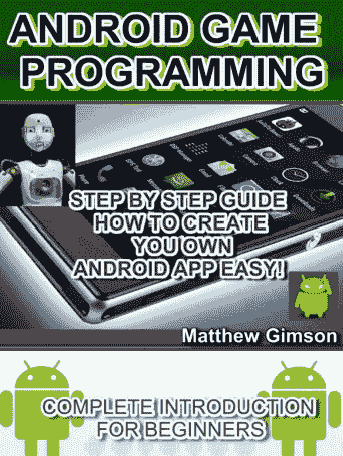 ANDROID GAME
PROGRAMMING
STEP BY STEP GUIDE
HOW TO CREATE
YOU OWN
ANDROID APP EASY!
Matthew Gimson
COMPLETE INTRODUCTION
FOR BEGINNERS